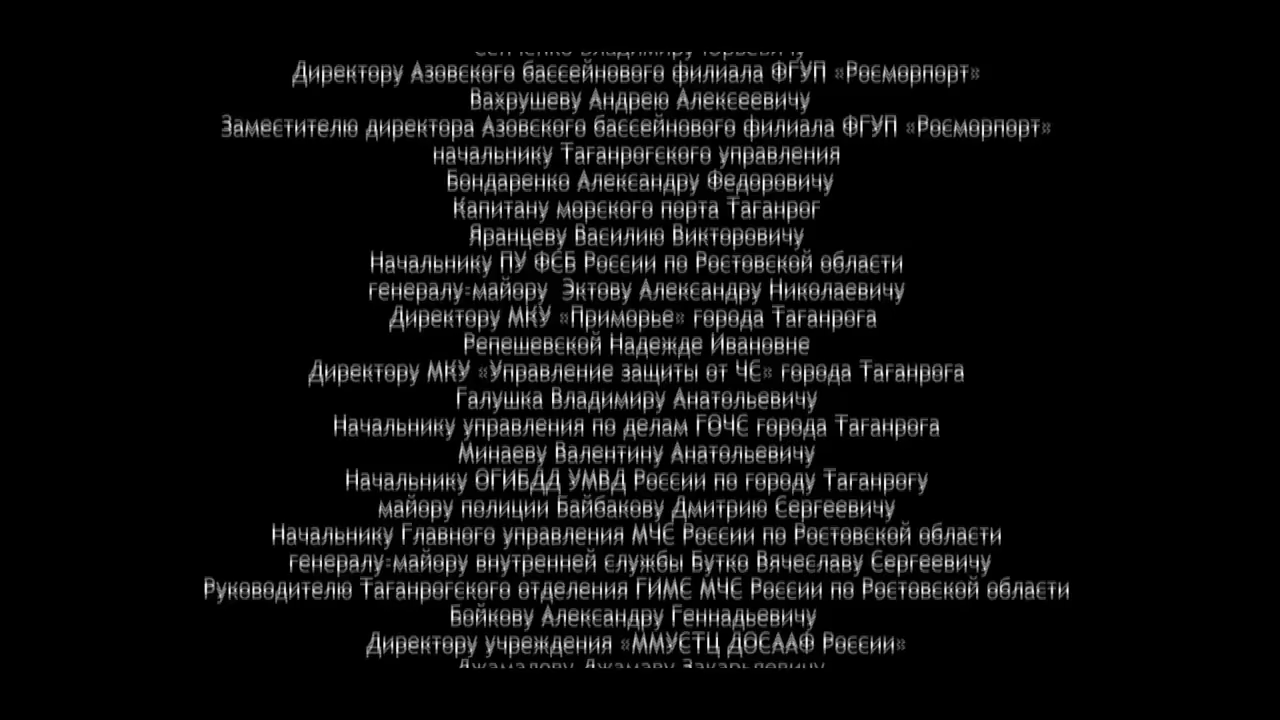 Сенченко Владимиру Юрьевичу
Директору Азовского бассейнового филиала ФГУП «Росморпорт»
Вахрушеву Андрею Алексеевичу
Заместителю директора Азовского бассейнового филиала ФГУП «Росморпорт»
начальнику Таганрогского управления
Бондаренко Александру Федоровичу
Капитану морского порта Таганрог
Яранцеву Василию Викторовичу
Начальнику ПУ ФСБ России по Ростовской области
генералу-майору Эктову Александру Николаевичу
Директору МКУ «Приморье» города Таганрога
Репешевской Надежде Ивановне
Директору МКУ «Управление защиты от ЧС» города Таганрога
Галушка Владимиру Анатольевичу
Начальнику управления по делам ГОЧС города Таганрога
Минаеву Валентину Анатольевичу
Начальнику ОГИБДД УМВД России по городу Таганрогу
майору полиции Байбакову Дмитрию Сергеевичу
Начальнику Главного управления МЧС России по Ростовской области
генералу-майору внутренней службы Бутко Вячеславу Сергеевичу
Руководителю Таганрогского отделения ГИМС МЧС России по Ростовской области
Бойкову Александру Геннадьевичу
Директору учреждения «ММУСТЦ ДОСААФ России»